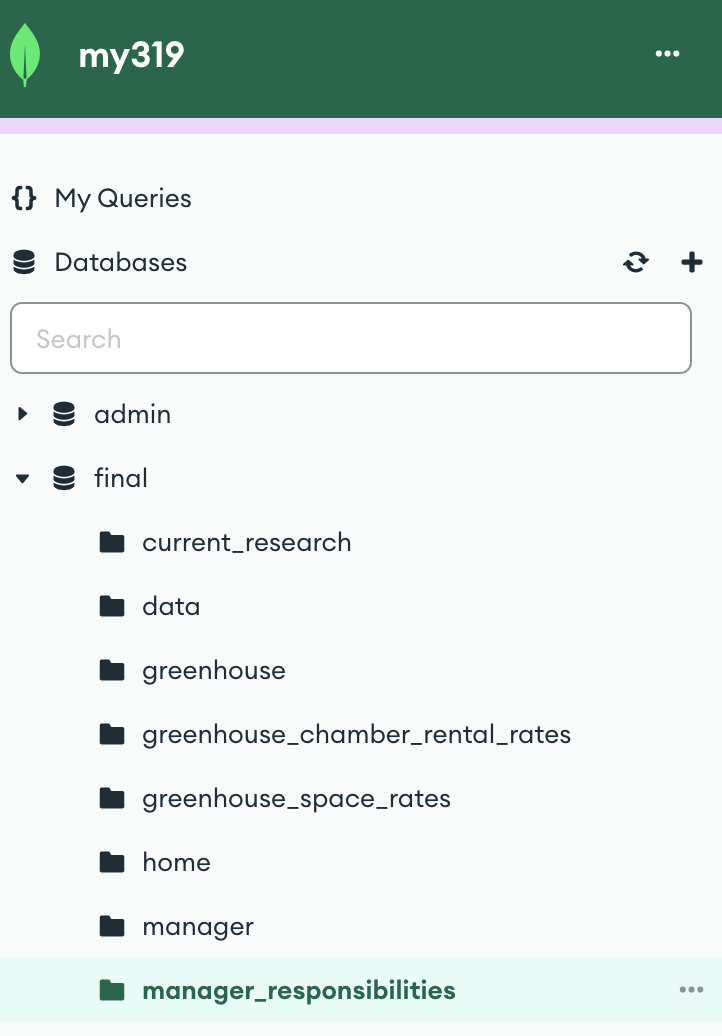 my319
My Queries
Databases
Search
admin
final
current_research
data
greenhouse
greenhouse_chamber_rental_rates
greenhouse_space_rates
home
manager
manager_responsibilities